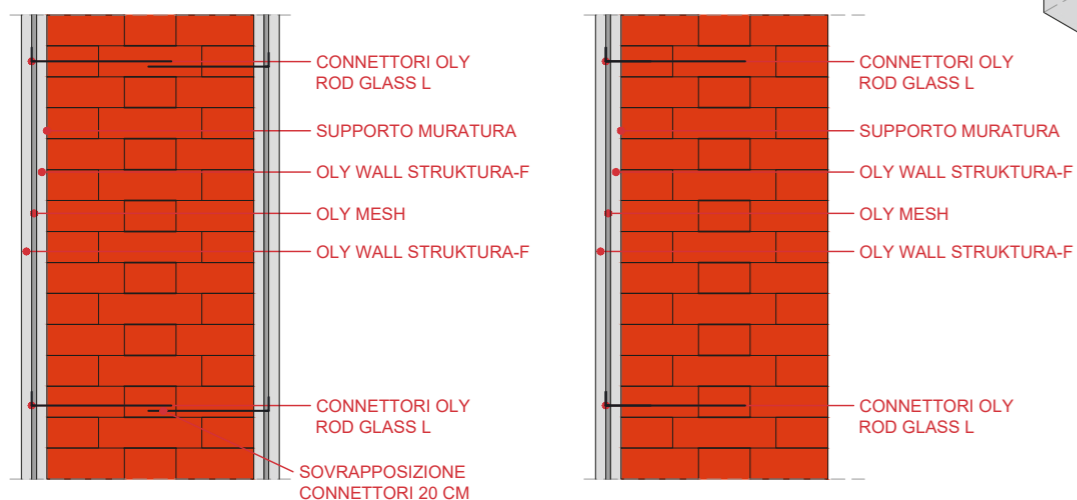 CONNETTORI OLY
ROD GLASS L
SUPPORTO MURATURA
OLY WALL STRUKTURA-F
OLY MESH
OLY WALL STRUKTURA-F
CONNETTORI OLY
ROD GLASS L
SOVRAPPOSIZIONE
CONNETTORI 20 CM
CONNETTORI OLY
ROD GLASS L
SUPPORTO MURATURA
OLY WALL STRUKTURA-F
OLY MESH
OLY WALL STRUKTURA-F
CONNETTORI OLY
ROD GLASS L